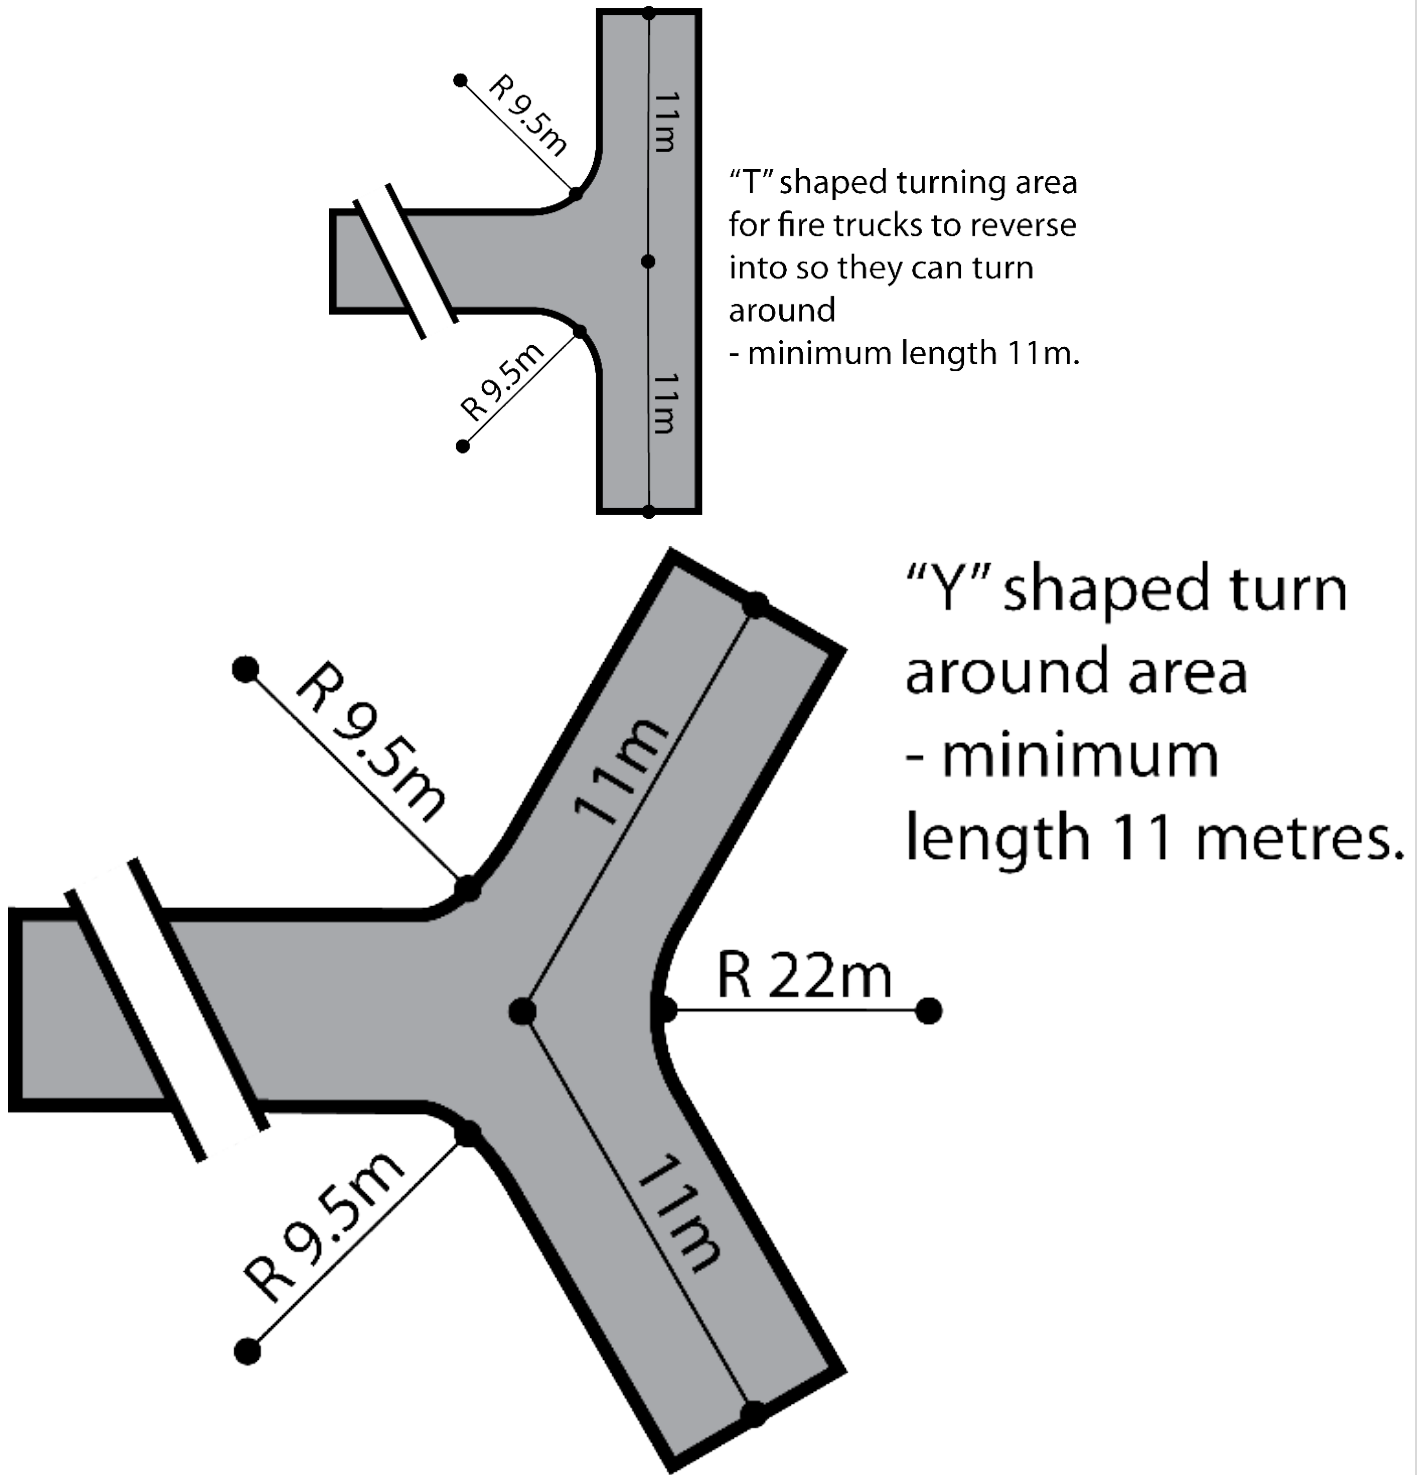 R 9.5m
11m
“T” shaped turning area
for fire trucks to reverse
into so they can turn
around
- minimum length 11m.
R 9.5m
11m
“Y” shaped turn
around area
- minimum
length 11 metres.
R 9.5m
11m
R 22m
R 9.5m
11m